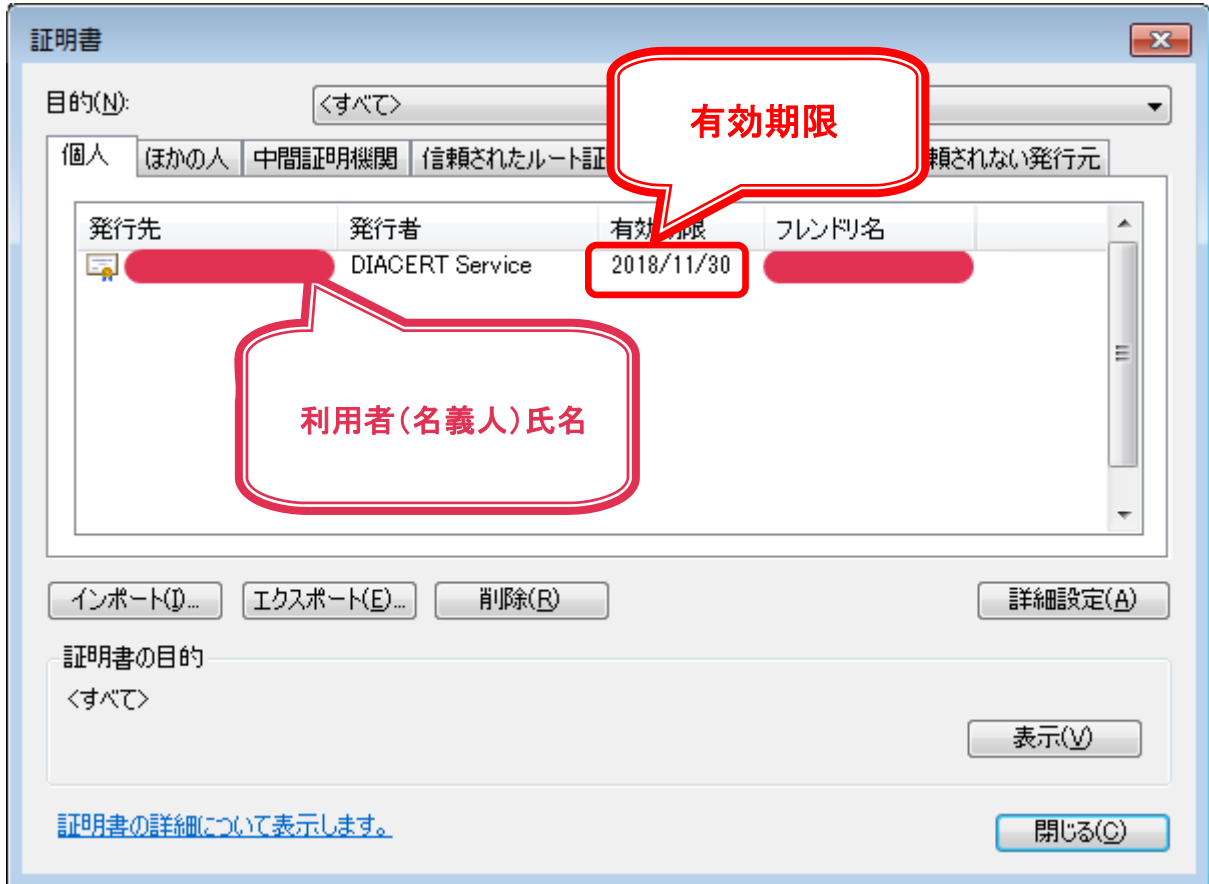 証明書
目的(N):
<すべて>
有効期限
個人
ほかの人
中間証明機関
信頼されたルート証
頼されない発行元
発行先
発行者
有効期限
フレンドリ名
DIACERT Service
2018/11/30
利用者(名義人)氏名
インポート(I)...
エクスポート(E)...
削除(R)
詳細設定(A)
証明書の目的
<すべて>
表示(V)
証明書の詳細について表示します。
閉じる(C)